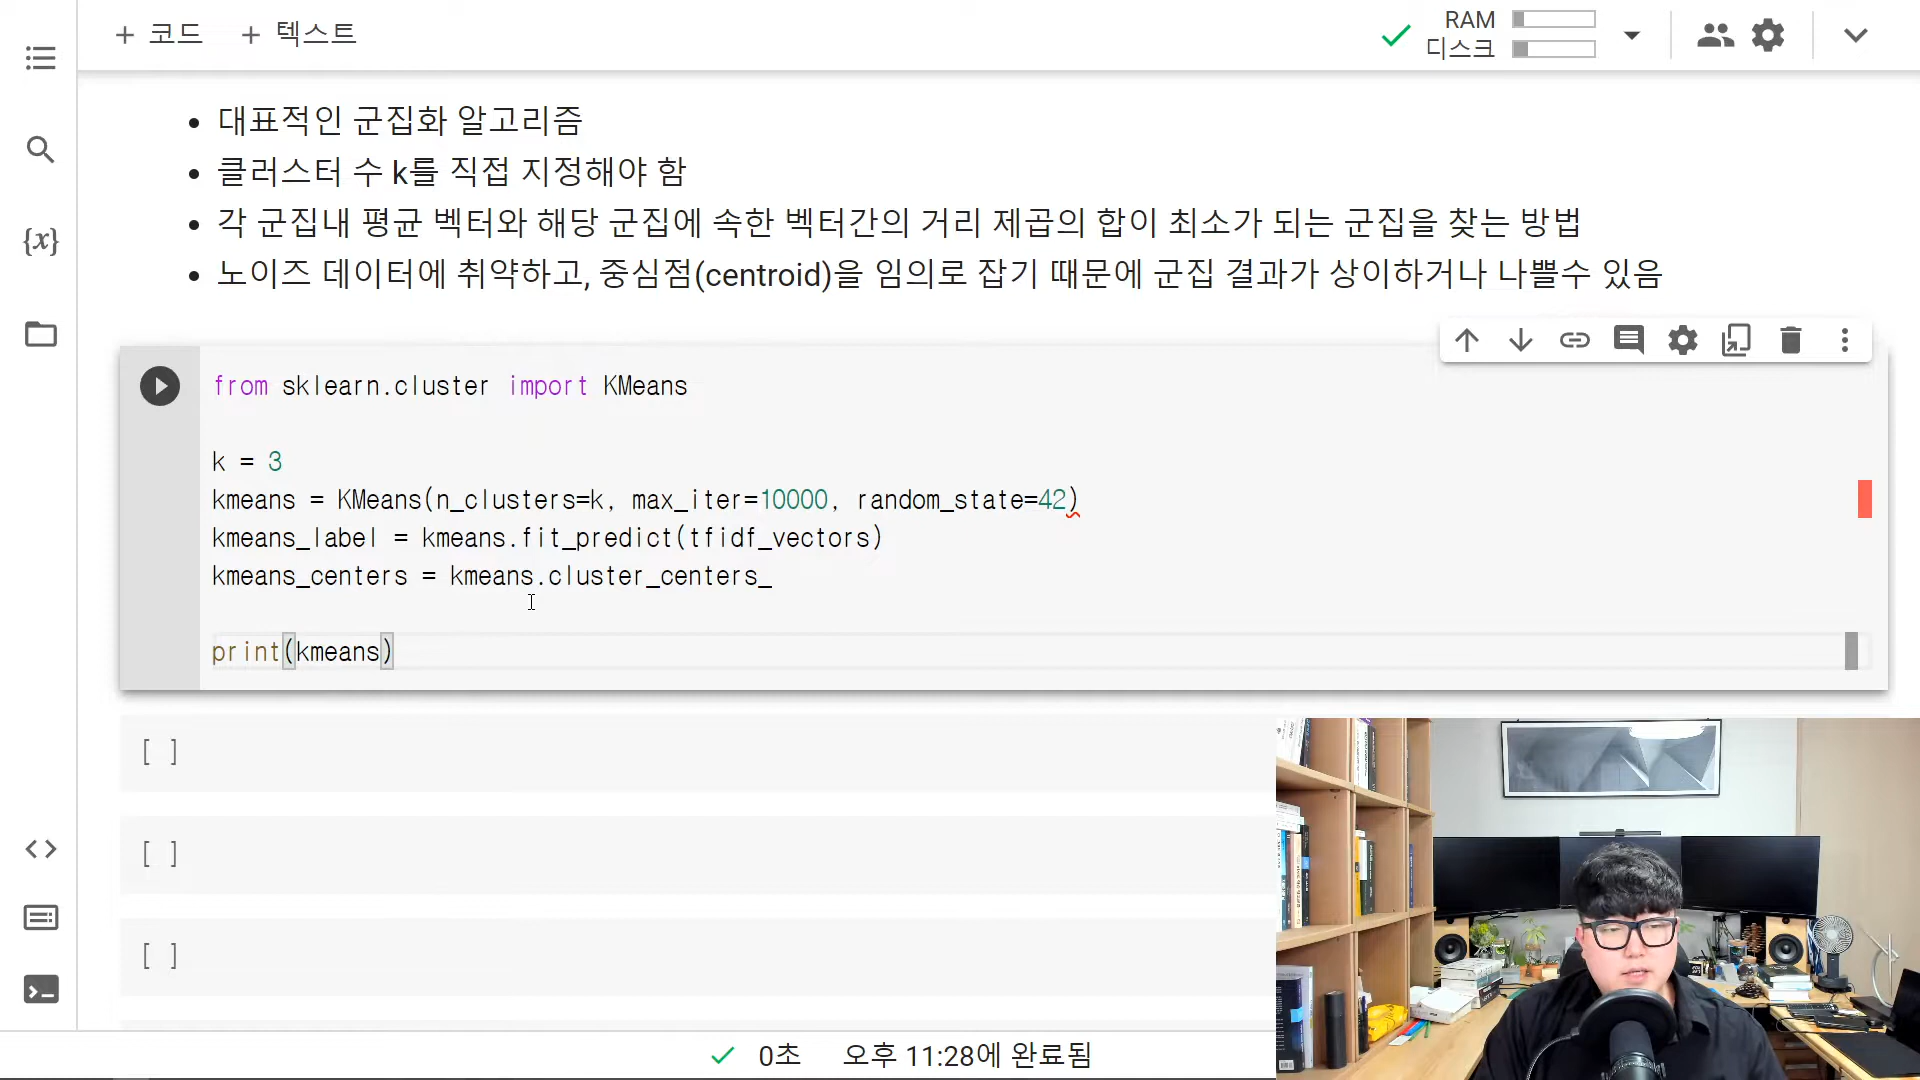 + 코드 + 텍스트
RAM
디스크
{x}
• 대표적인 군집화 알고리즘
• 클러스터 수 k를 직접 지정해야 함
• 각 군집내 평균 벡터와 해당 군집에 속한 벡터간의 거리 제곱의 합이 최소가 되는 군집을 찾는 방법
• 노이즈 데이터에 취약하고, 중심점(centroid)을 임의로 잡기 때문에 군집 결과가 상이하거나 나쁠수 있음
from sklearn.cluster import KMeans
k = 3
kmeans = KMeans(n_clusters=k, max_iter=10000, random_state=42)
kmeans_label = kmeans.fit_predict(tfidf_vectors)
kmeans_centers = kmeans.cluster_centers_
print(kmeans)
[ ]
[ ]
[ ]
0초 오후 11:28에 완료됨